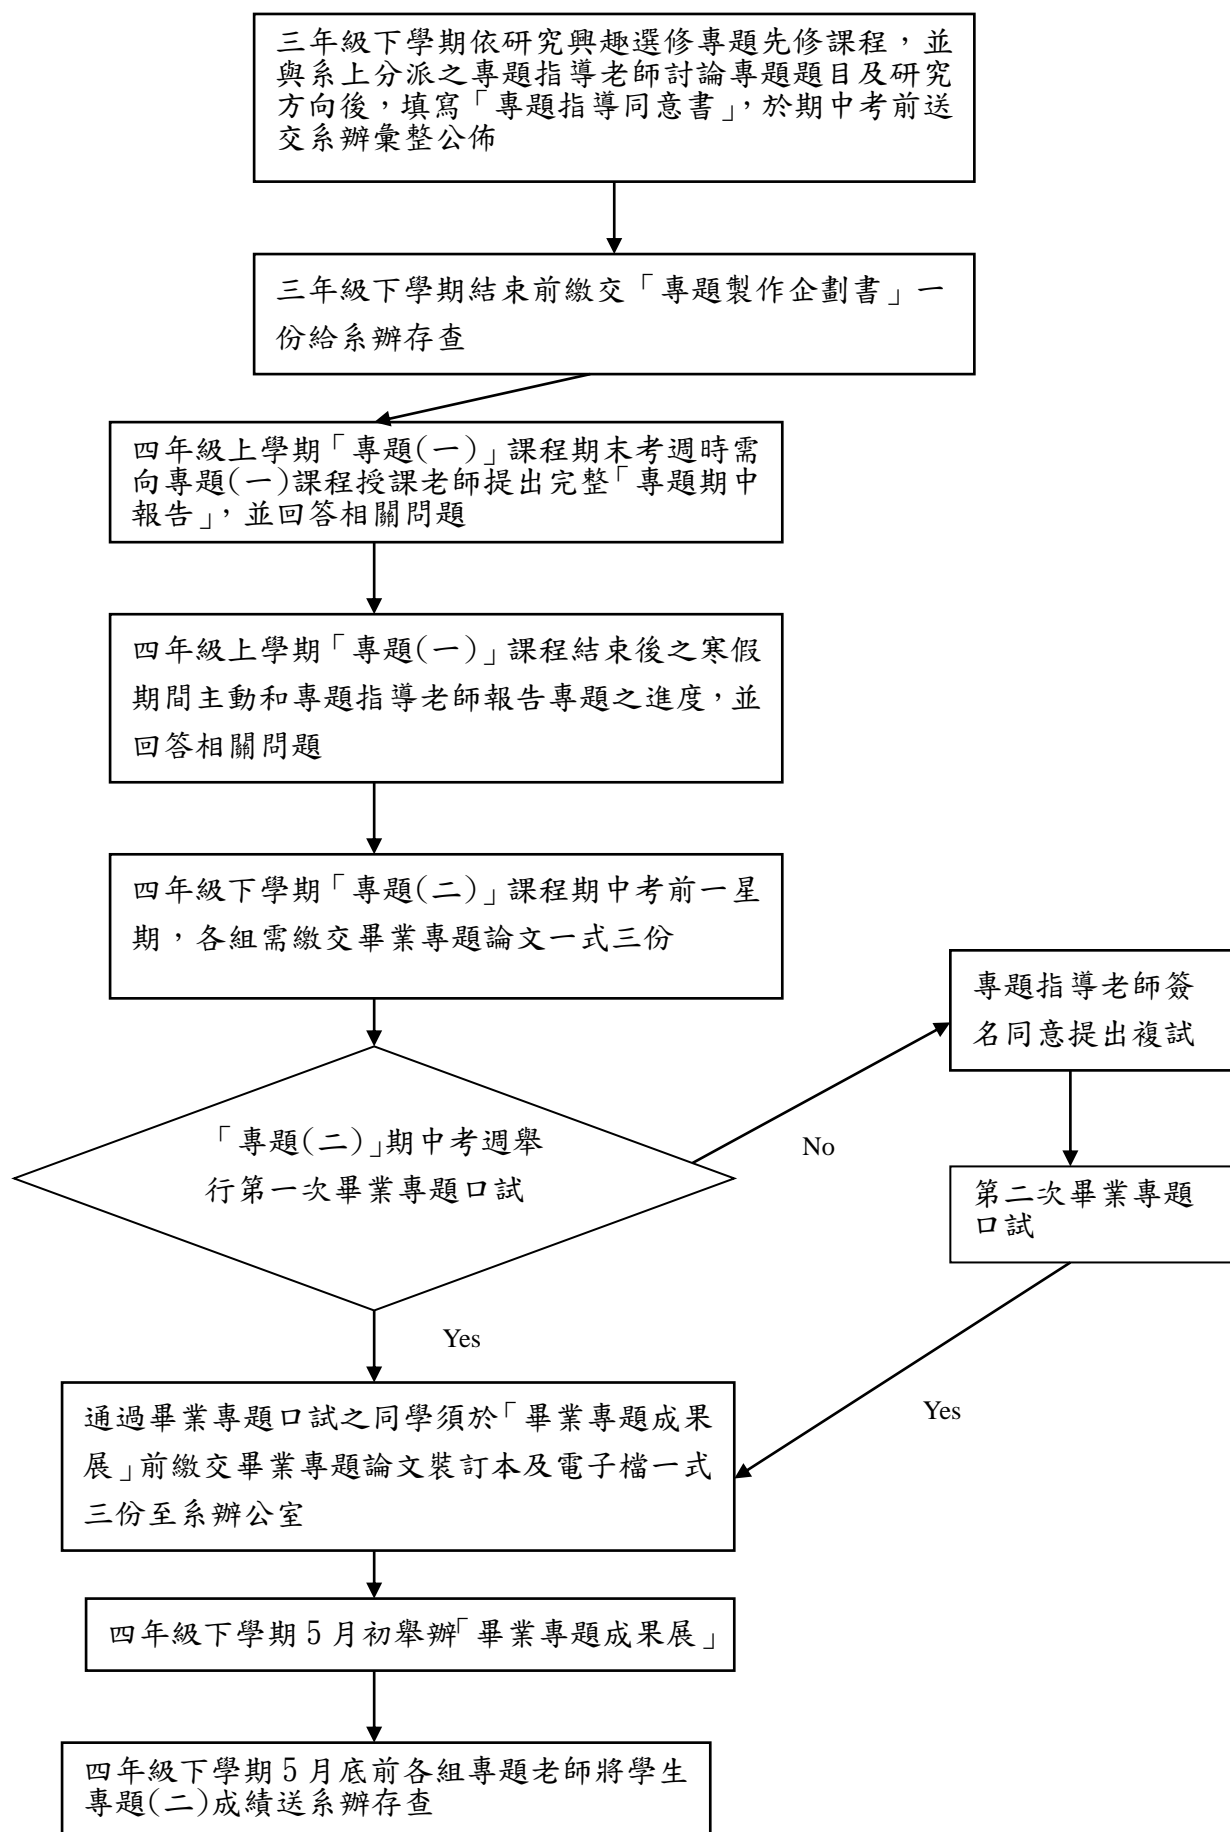 三年級下學期依研究興趣選修專題先修課程，並
與系上分派之專題指導老師討論專題題目及研究
方向後，填寫「專題指導同意書」，於期中考前送
交系辦彙整公佈
三年級下學期結束前繳交「專題製作企劃書」一
份給系辦存查
四年級上學期「專題(一)」課程期末考週時需
向專題(一)課程授課老師提出完整「專題期中
報告」，並回答相關問題
四年級上學期「專題(一)」課程結束後之寒假
期間主動和專題指導老師報告專題之進度，並
回答相關問題
四年級下學期「專題(二)」課程期中考前一星
期，各組需繳交畢業專題論文一式三份
「專題(二)」期中考週舉
行第一次畢業專題口試
No
專題指導老師簽
名同意提出複試
第二次畢業專題
口試
Yes
Yes
通過畢業專題口試之同學須於「畢業專題成果
展」前繳交畢業專題論文裝訂本及電子檔一式
三份至系辦公室
四年級下學期 5 月初舉辦「畢業專題成果展」
四年級下學期 5 月底前各組專題老師將學生
專題(二)成績送系辦存查